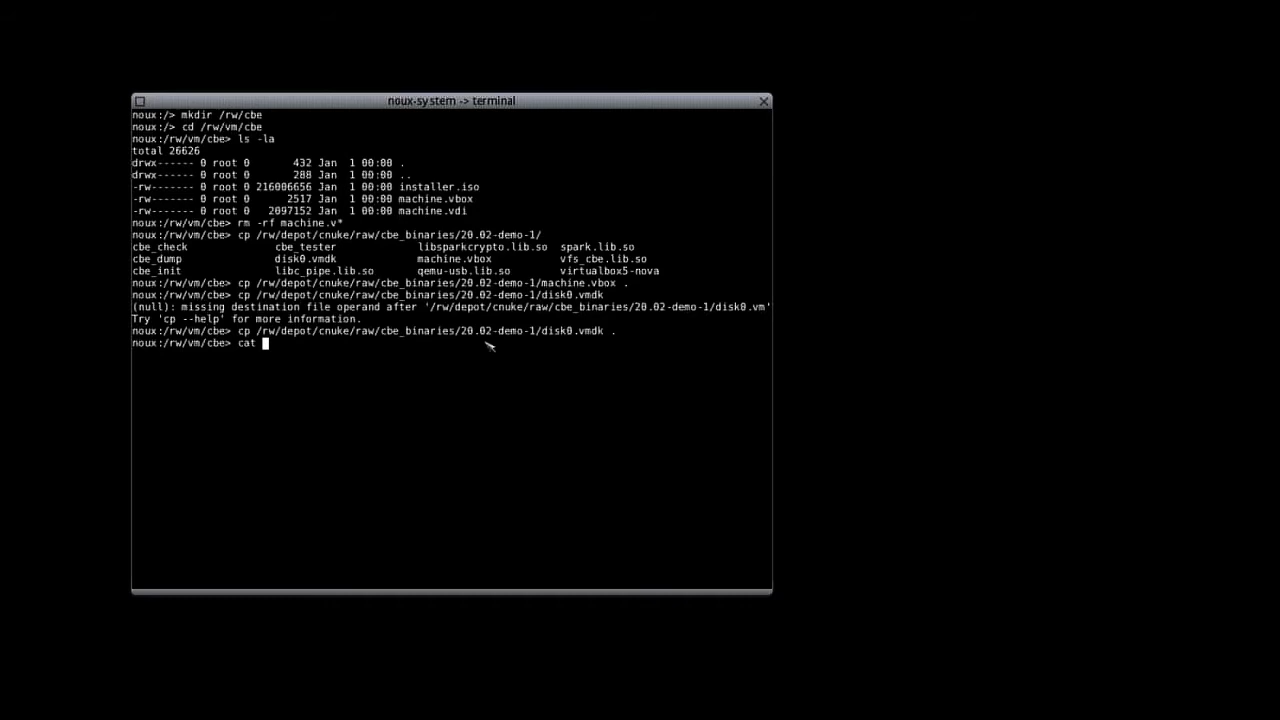 noux-system -> terminal
noux:/> mkdir /rw/cbe
noux:/> cd /rw/vm/cbe
noux:/rw/vm/cbe> ls -la
total 26626
drwx------ 0 root 0       432 Jan  1 00:00 .
drwx------ 0 root 0       288 Jan  1 00:00 ..
-rw------- 0 root 0 216006656 Jan  1 00:00 installer.iso
-rw------- 0 root 0      2517 Jan  1 00:00 machine.vbox
-rw------- 0 root 0   2097152 Jan  1 00:00 machine.vdi
noux:/rw/vm/cbe> rm -rf machine.v*
noux:/rw/vm/cbe> cp /rw/depot/cnuke/raw/cbe_binaries/20.02-demo-1/
cbe_check              cbe_tester             libsparkcrypto.lib.so  spark.lib.so
cbe_dump               disk0.vmdk             machine.vbox           vfs_cbe.lib.so
cbe_init               libc_pipe.lib.so       qemu-usb.lib.so        virtualbox5-nova
noux:/rw/vm/cbe> cp /rw/depot/cnuke/raw/cbe_binaries/20.02-demo-1/machine.vbox .
noux:/rw/vm/cbe> cp /rw/depot/cnuke/raw/cbe_binaries/20.02-demo-1/disk0.vmdk
(null): missing destination file operand after '/rw/depot/cnuke/raw/cbe_binaries/20.02-demo-1/disk0.vm'
Try 'cp --help' for more information.
noux:/rw/vm/cbe> cp /rw/depot/cnuke/raw/cbe_binaries/20.02-demo-1/disk0.vmdk .
noux:/rw/vm/cbe> cat